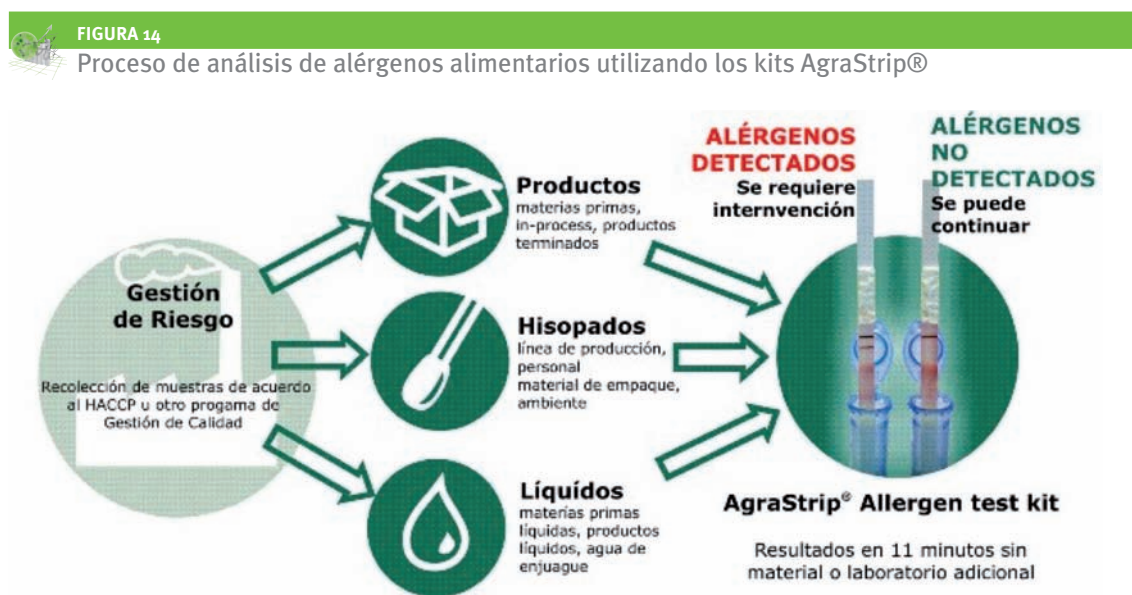 FIGURA 14
Proceso de análisis de alérgenos alimentarios utilizando los kits AgraStrip®
Gestión
de Riesgo
Recolección de muestras de acuerdo
al HACCP u otro progama de
Gestión de Calidad
Productos
materias primas,
in-process, productos
terminados
Hisopados
línea de producción,
personal
material de empaque,
ambiente
Líquídos
materías primas
líquidas, productos
líquidos, agua de
enjuague
ALÉRGENOS
DETECTADOS
Se requiere
internvención
ALÉRGENOS
NO
DETECTADOS
Se puede
continuar
AgraStrip® Allergen test kit
Resultados en 11 minutos sin
material o laboratorio adicional